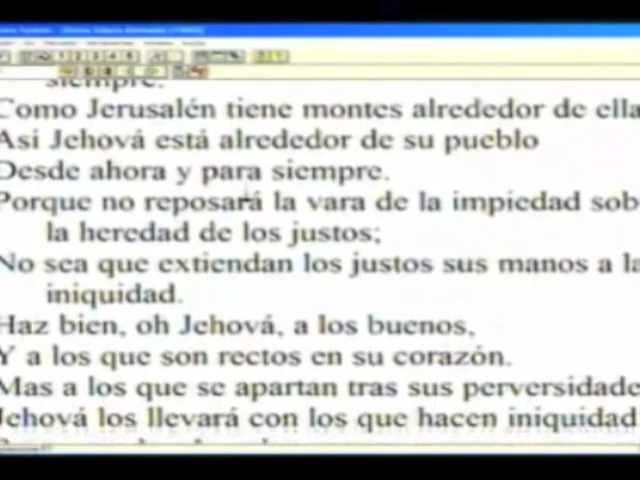 siempre.
Como Jerusalén tiene montes alrededor de ella
Así Jehová está alrededor de su pueblo
Desde ahora y para siempre.
Porque no reposará la vara de la impiedad sob
la heredad de los justos;
No sea que extiendan los justos sus manos a la
iniquidad.
Haz bien, oh Jehová, a los buenos,
Y a los que son rectos en su corazón.
Mas a los que se apartan tras sus perversidade
Jehová los llevará con los que hacen iniquidad